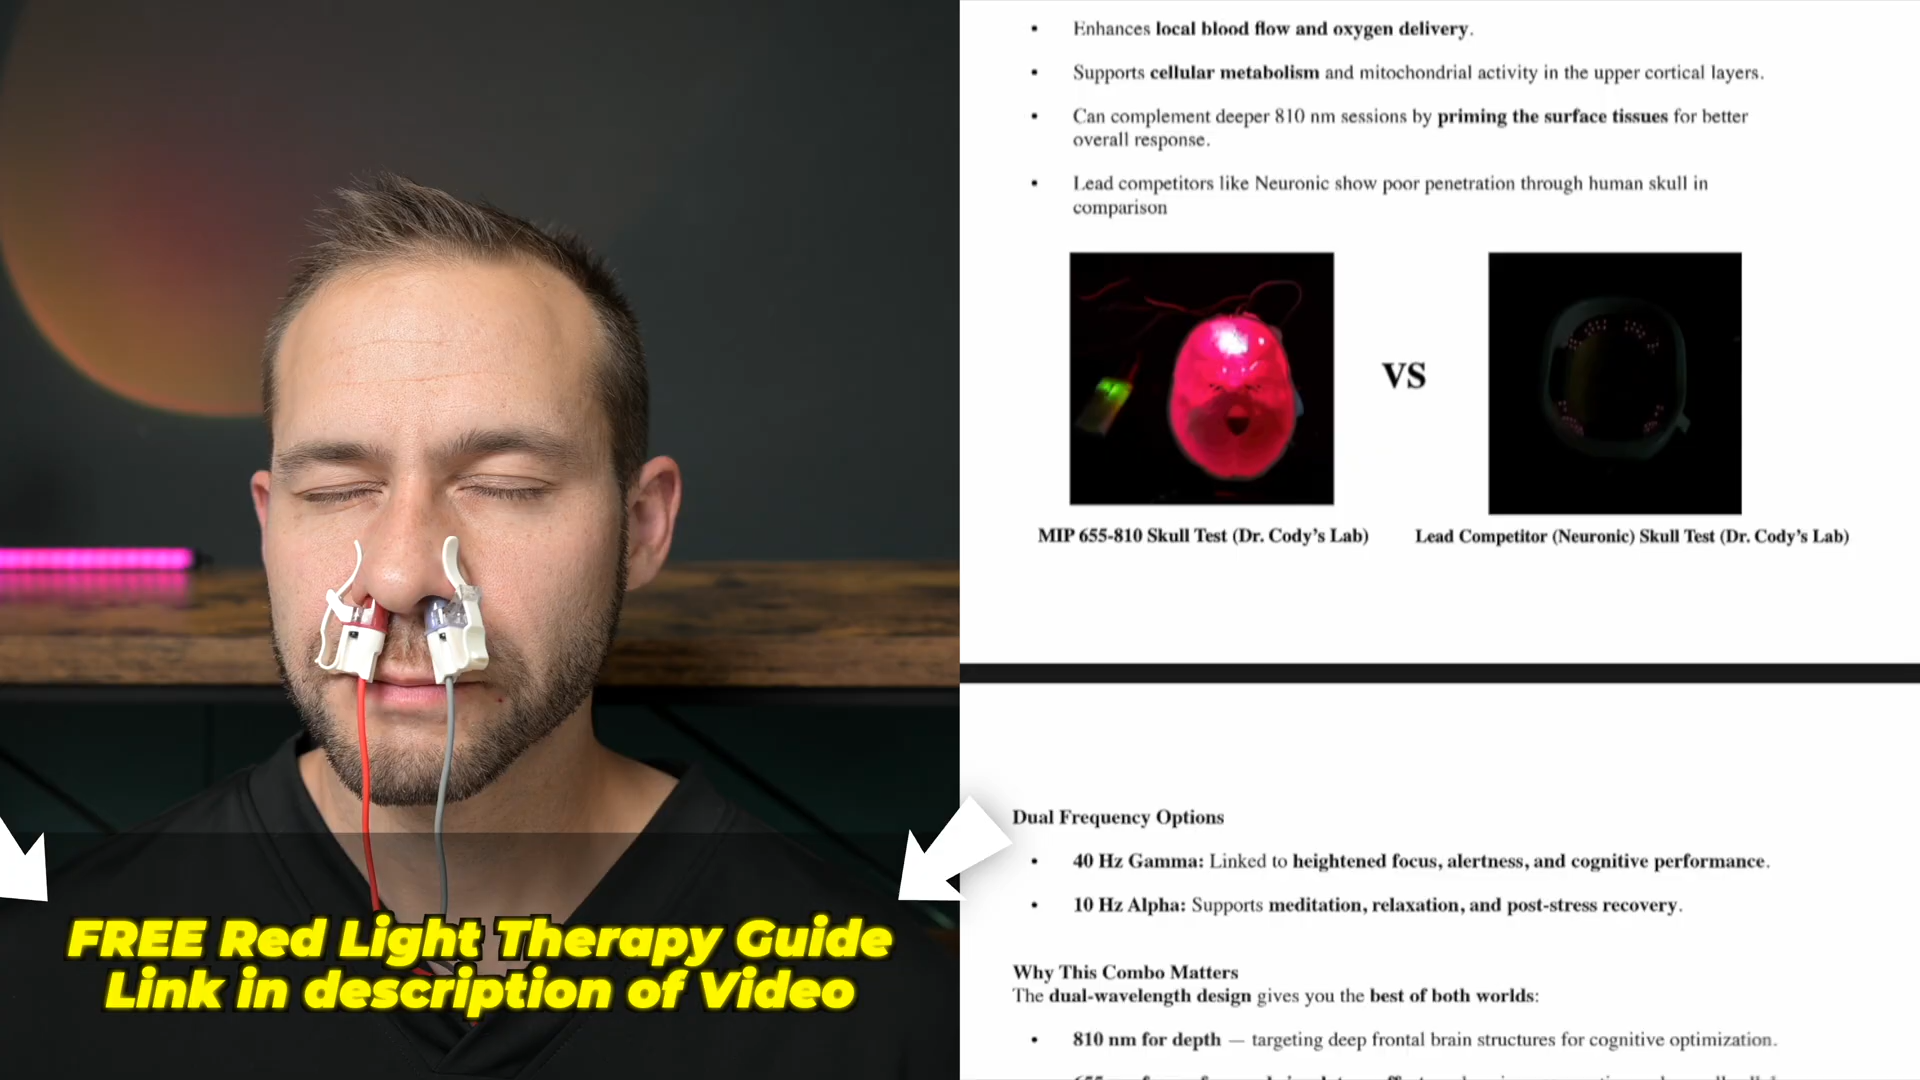 • Enhances local blood flow and oxygen delivery.
• Supports cellular metabolism and mitochondrial activity in the upper cortical layers.
• Can complement deeper 810 nm sessions by priming the surface tissues for better
overall response.
• Lead competitors like Neuronic show poor penetration through human skull in
comparison
VS
MIP 655-810 Skull Test (Dr. Cody's Lab)
Lead Competitor (Neuronic) Skull Test (Dr. Cody's Lab)
Dual Frequency Options
• 40 Hz Gamma: Linked to heightened focus, alertness, and cognitive performance.
• 10 Hz Alpha: Supports meditation, relaxation, and post-stress recovery.
Why This Combo Matters
The dual-wavelength design gives you the best of both worlds:
• 810 nm for depth — targeting deep frontal brain structures for cognitive optimization.
FREE Red Light Therapy Guide
Link in description of Video